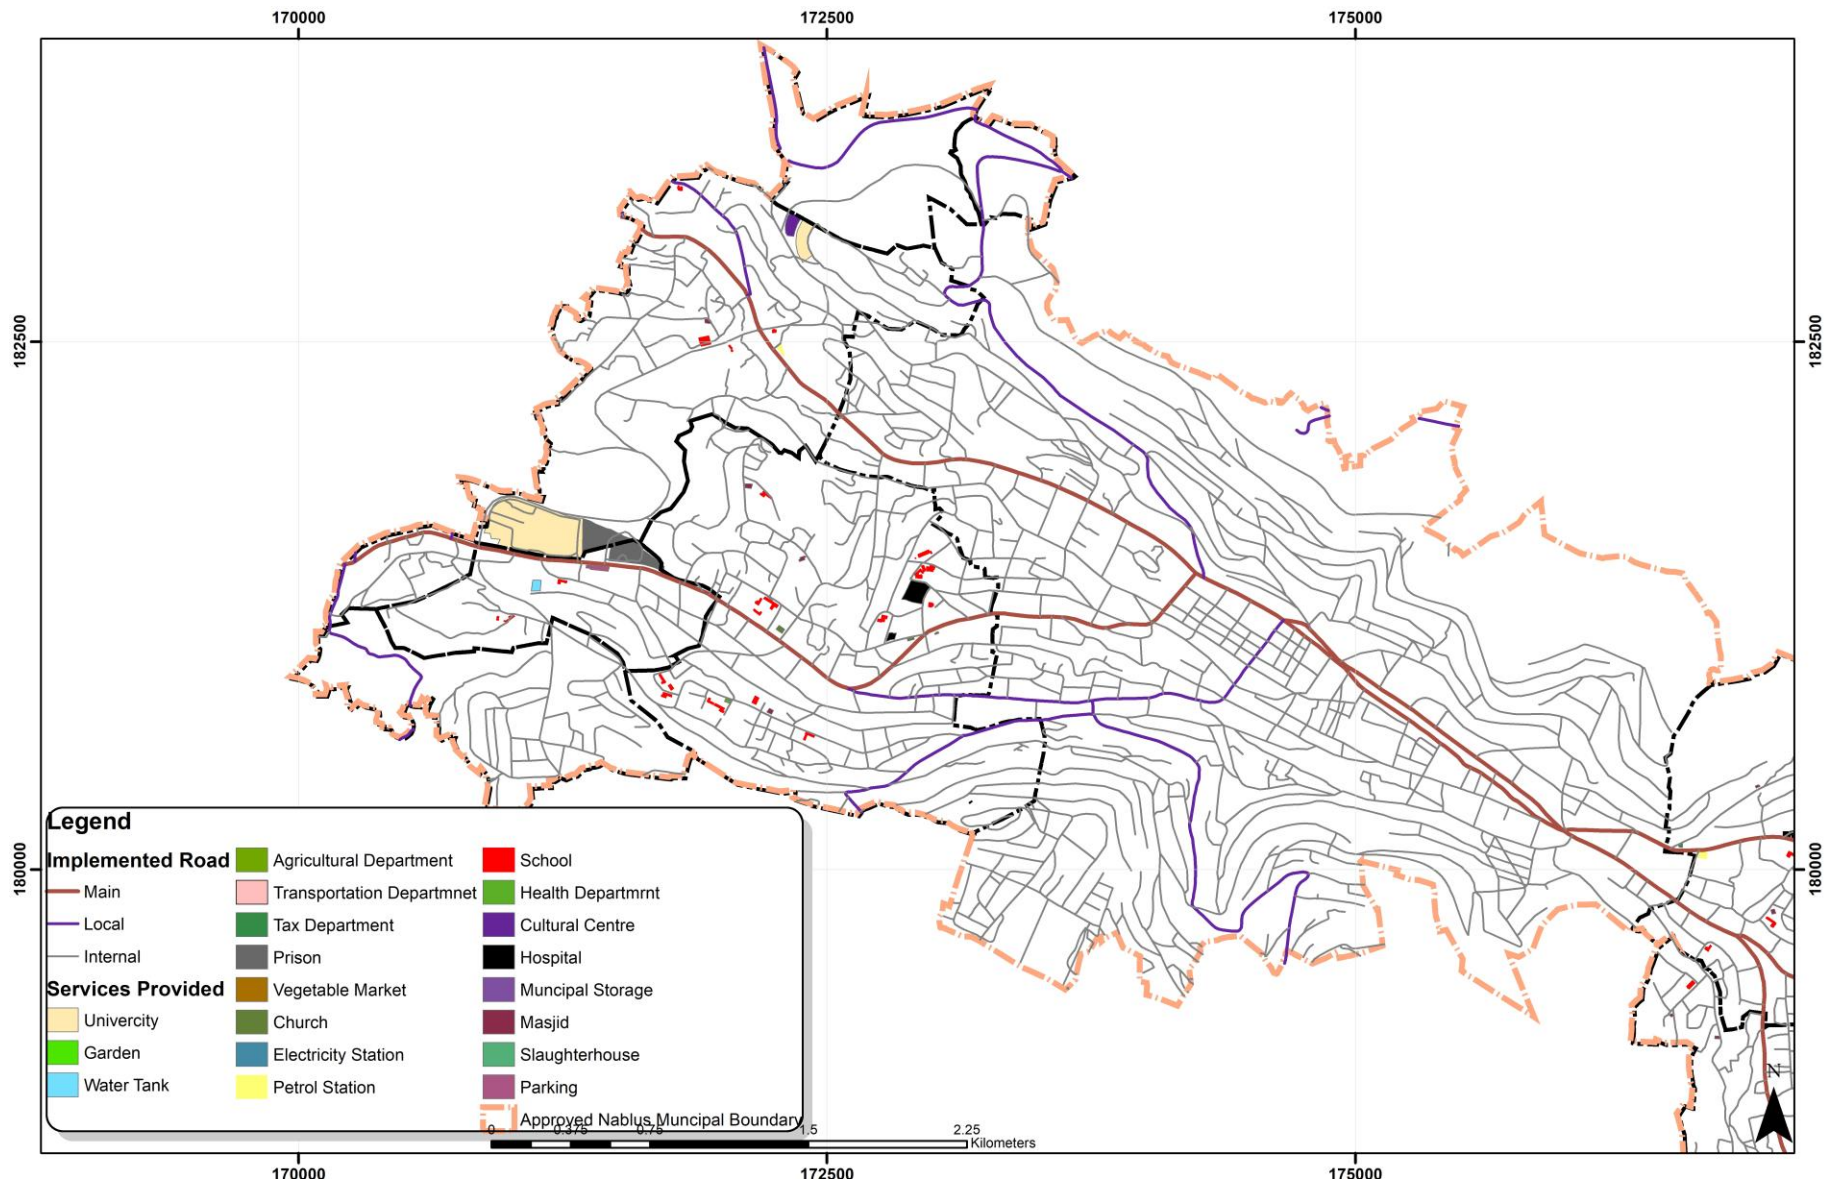 170000
172500
175000
182500
182500
180000
180000
Legend
Implemented Road
Main
Local
Internal
Services Provided
Univercity
Garden
Water Tank
Agricultural Department
Transportation Departmnet
Tax Department
Prison
Vegetable Market
Church
Electricity Station
Petrol Station
School
Health Departmrnt
Cultural Centre
Hospital
Muncipal Storage
Masjid
Slaughterhouse
Parking
Approved Nablus Muncipal Boundary
0 0.375 0.75 1.5 2.25
Kilometers
N
170000
172500
175000